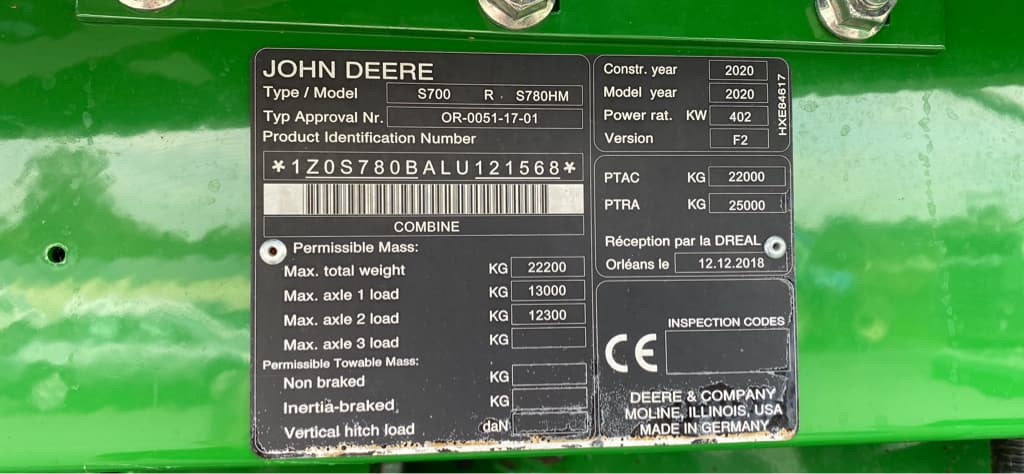 JOHN DEERE
Type / Model S700 R · S780HM
Typ Approval Nr. OR-0051-17-01
Product Identification Number
*1Z0S780BALU121568*
COMBINE
Permissible Mass:
Max. total weight KG 22200
Max. axle 1 load KG 13000
Max. axle 2 load KG 12300
Max. axle 3 load KG
Permissible Towable Mass:
Non braked KG
Inertia-braked KG
Vertical hitch load daN
Constr. year 2020
Model year 2020
Power rat. KW 402
Version F2
HXE84617
PTAC KG 22000
PTRA KG 25000
Réception par la DREAL
Orléans le 12.12.2018
INSPECTION CODES
CE
DEERE & COMPANY
MOLINE, ILLINOIS, USA
MADE IN GERMANY